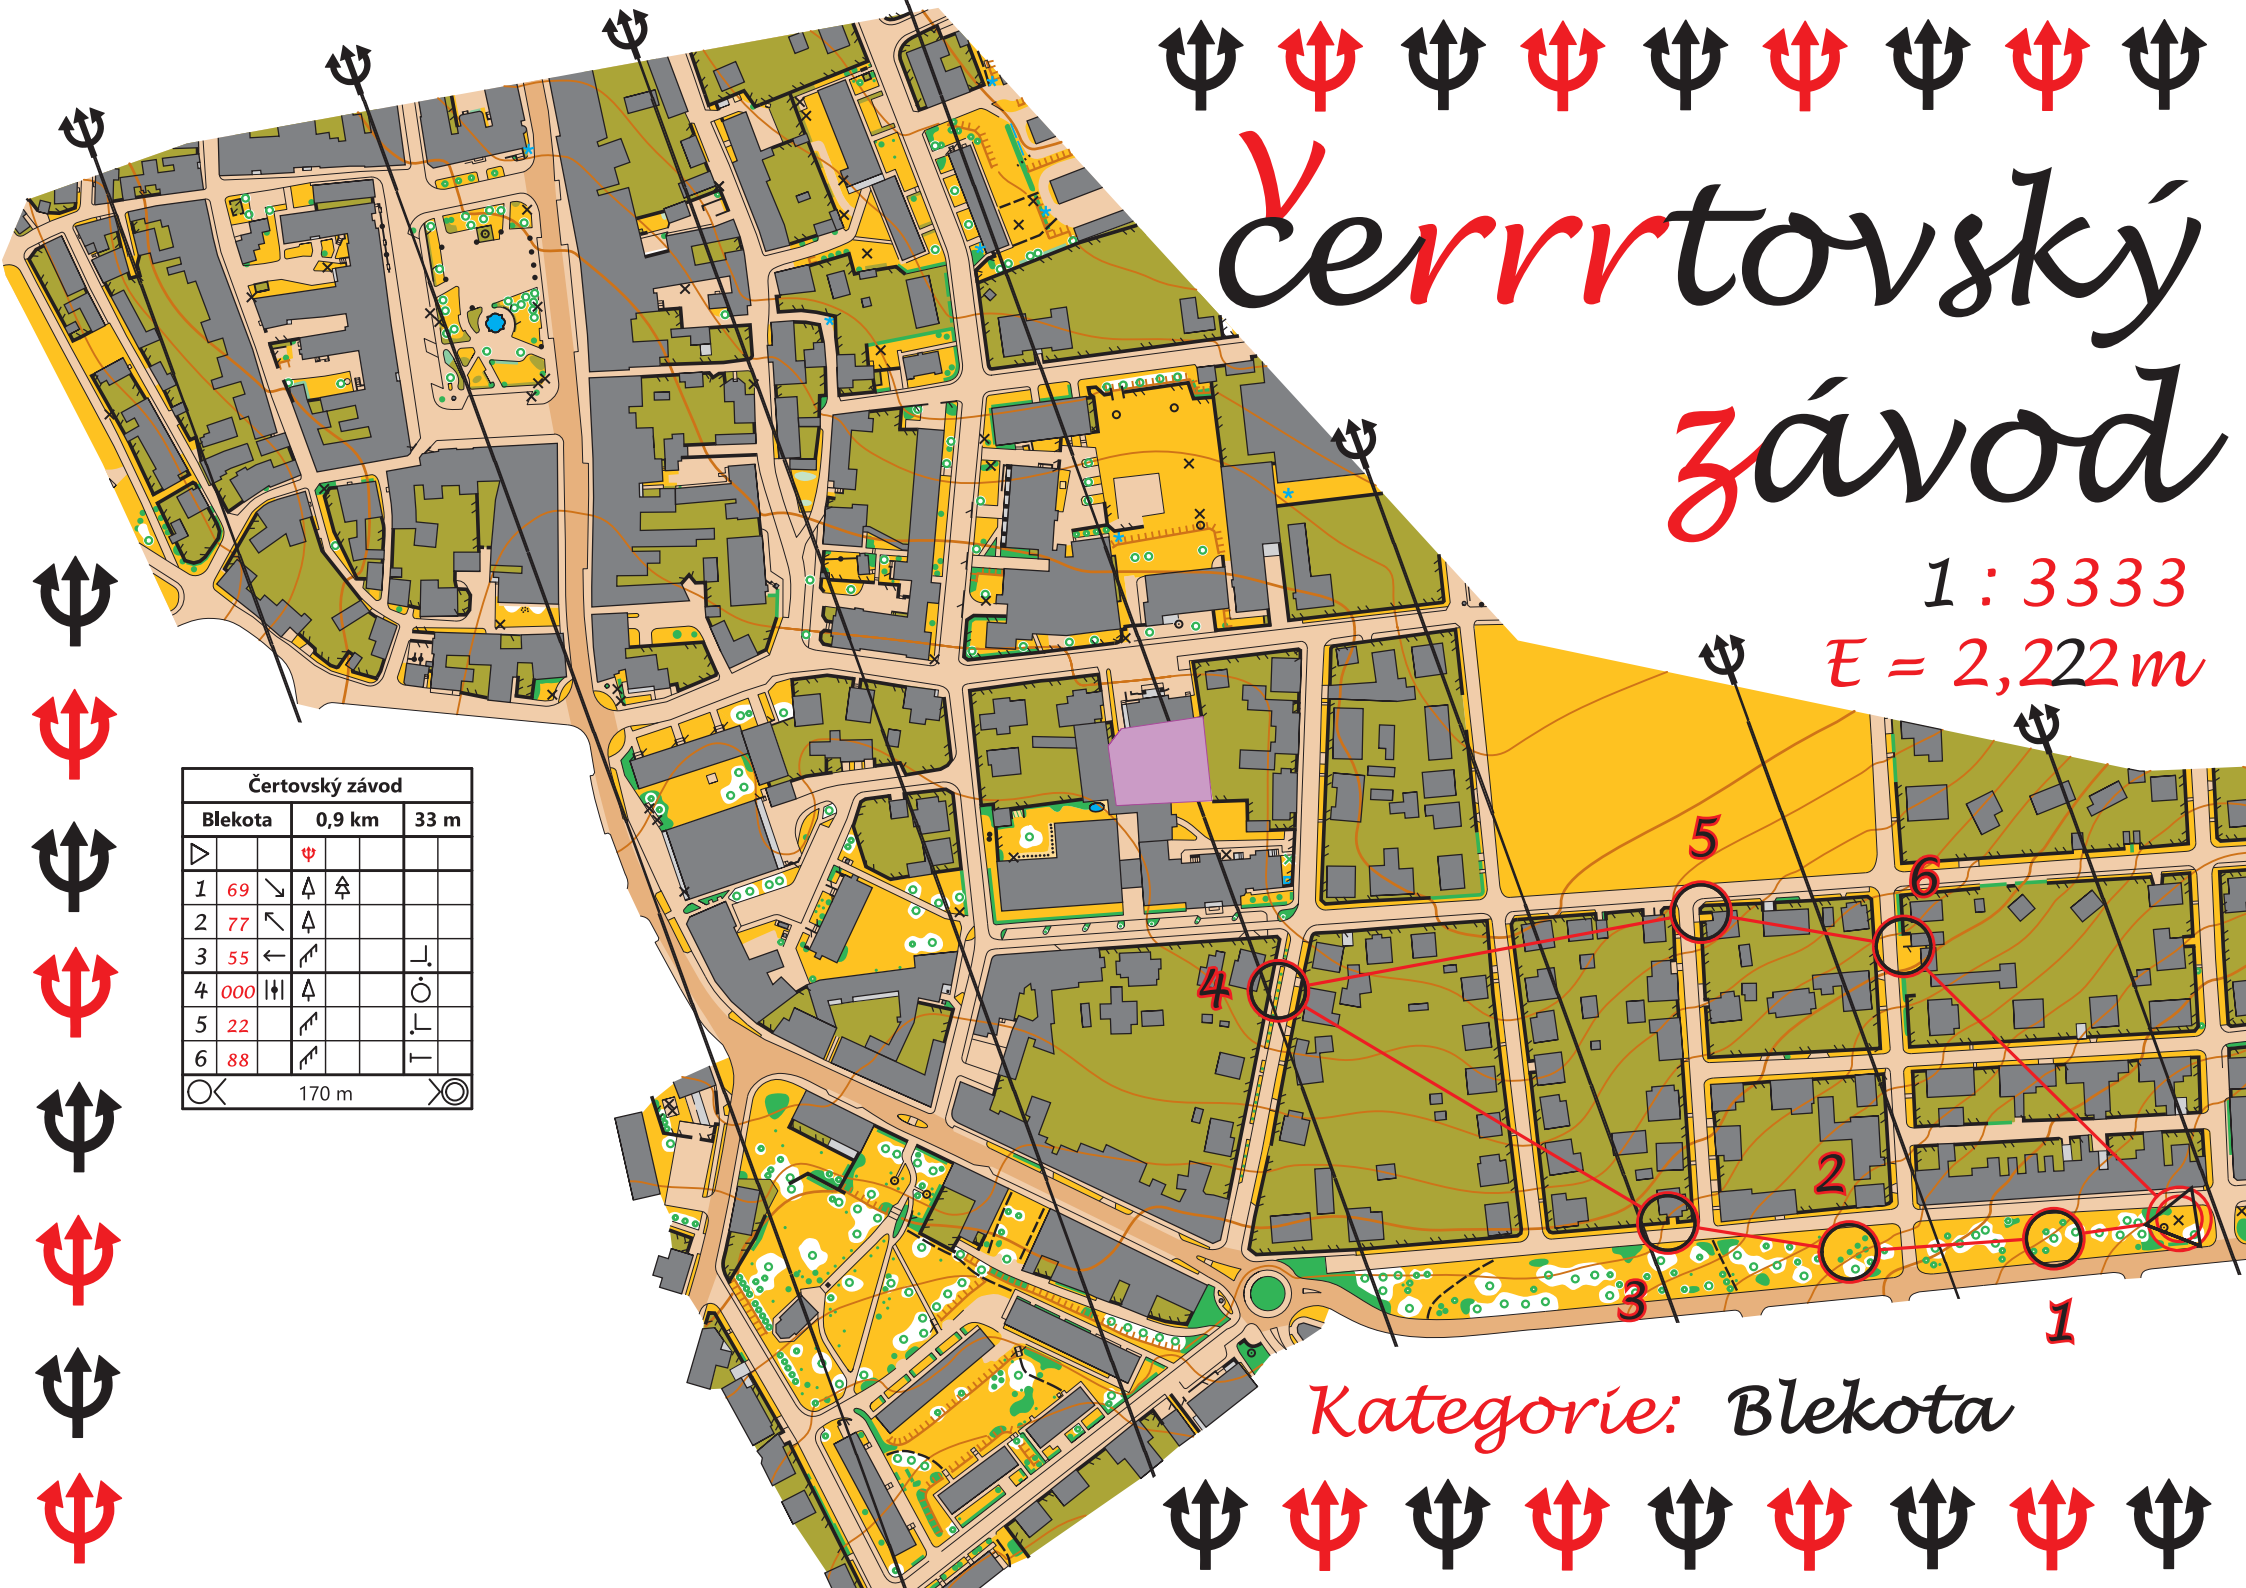 čerrrtovský
závod
1 : 3333
E = 2,222 m
Čertovský závod
Blekota 0,9 km 33 m
1 69
2 77
3 55
4 000
5 22
6 88
170 m
5
6
4
2
3
1
Kategorie: Blekota